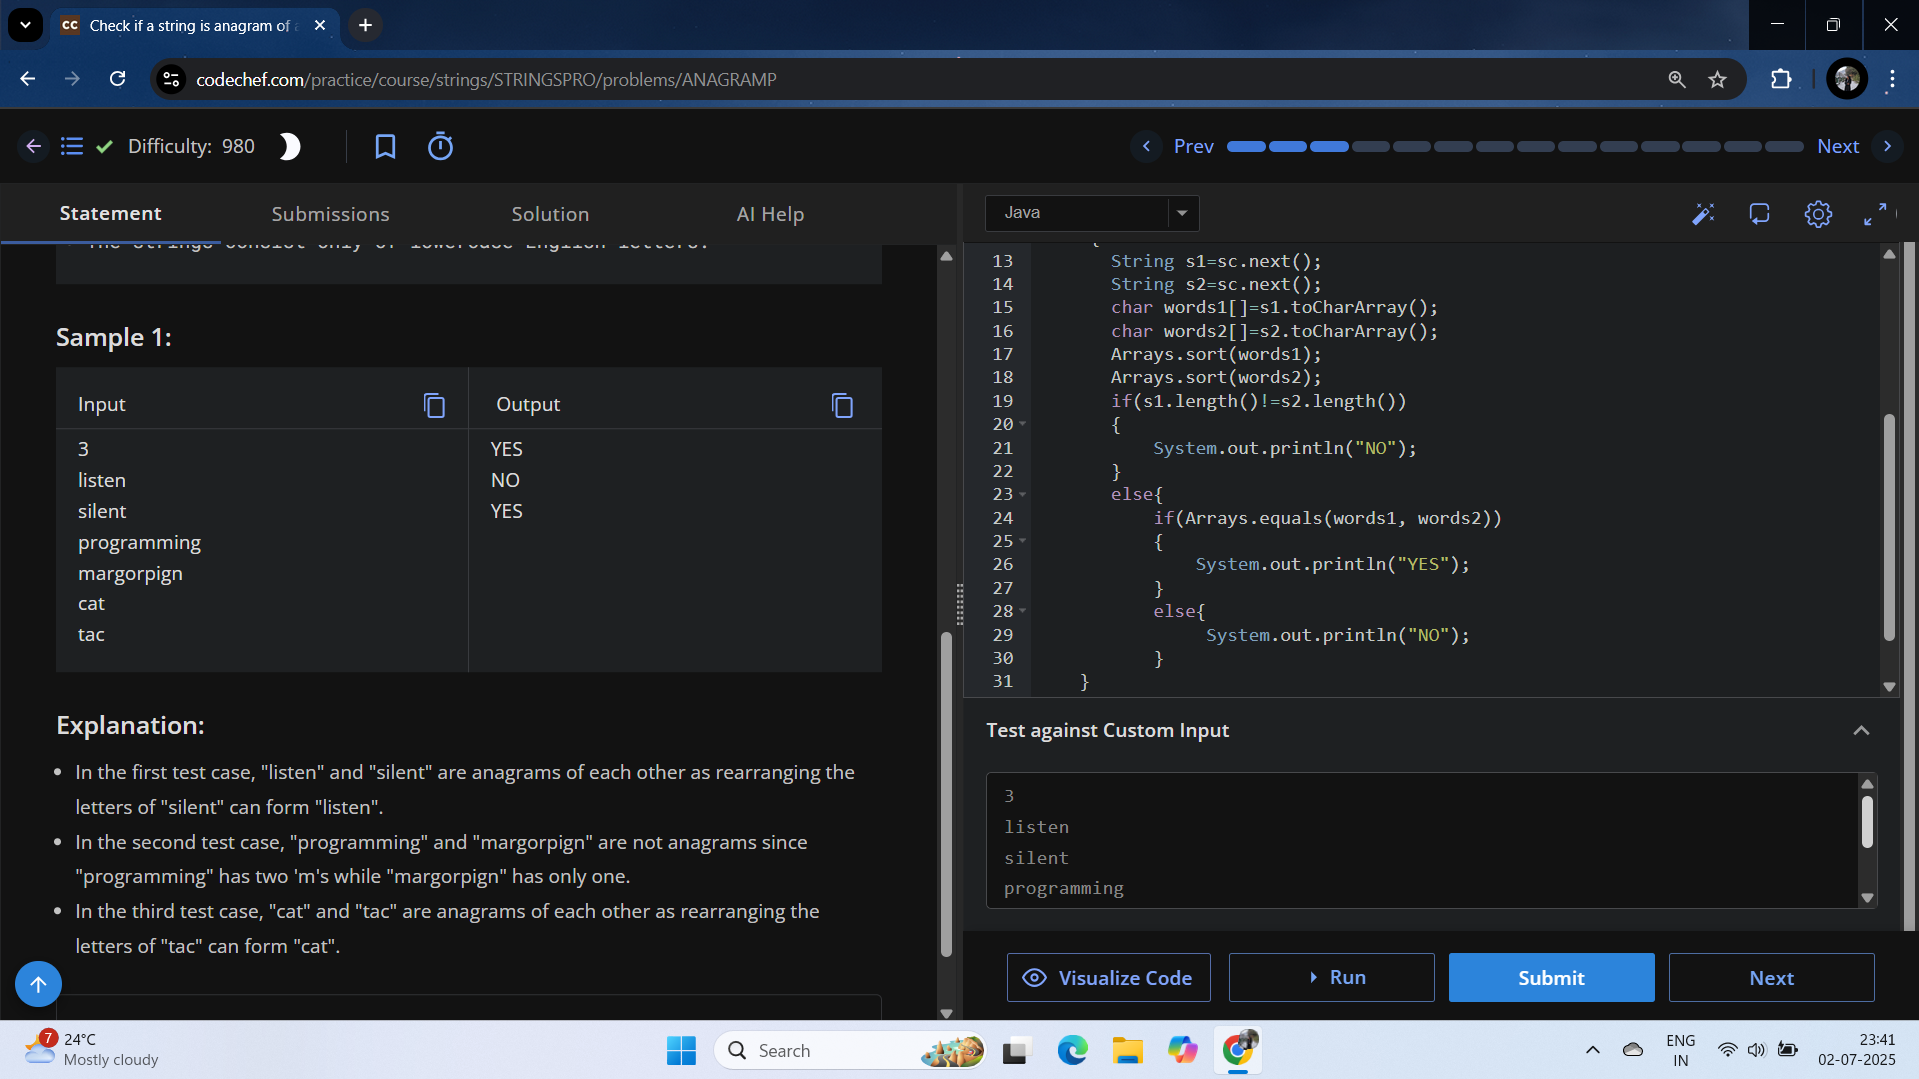 CC Check if a string is anagram of
codechef.com/practice/course/strings/STRINGSPRO/problems/ANAGRAMP
Difficulty: 980
Prev
Next
Statement
Submissions
Solution
AI Help
The strings consist only of lowercase English letters.
Sample 1:
Input
Output
3
listen
silent
programming
margorpign
cat
tac
YES
NO
YES
Explanation:
In the first test case, "listen" and "silent" are anagrams of each other as rearranging the
letters of "silent" can form "listen".
In the second test case, "programming" and "margorpign" are not anagrams since
"programming" has two 'm's while "margorpign" has only one.
In the third test case, "cat" and "tac" are anagrams of each other as rearranging the
letters of "tac" can form "cat".
Java
{
13 String s1=sc.next();
14 String s2=sc.next();
15 char words1[]=s1.toCharArray();
16 char words2[]=s2.toCharArray();
17 Arrays.sort(words1);
18 Arrays.sort(words2);
19 if(s1.length()!=s2.length())
20 {
21 System.out.println("NO");
22 }
23 else{
24 if(Arrays.equals(words1, words2))
25 {
26 System.out.println("YES");
27 }
28 else{
29 System.out.println("NO");
30 }
31 }
Test against Custom Input
3
listen
silent
programming
Visualize Code
Run
Submit
Next
7
24°C
Mostly cloudy
Search
ENG
IN
23:41
02-07-2025